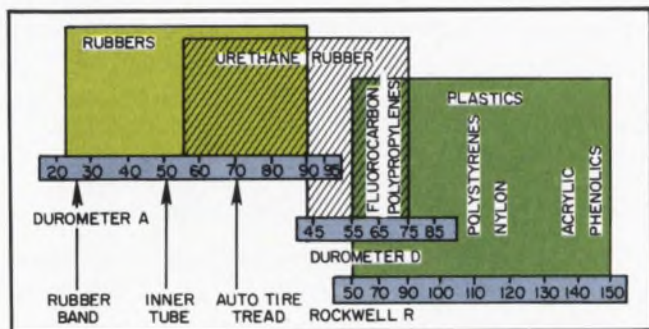 RUBBERS
URETHANE RUBBER
PLASTICS
FLUOROCARBON
POLYPROPYLENES
POLYSTYRENES
NYLON
ACRYLIC
PHENOLICS
20 30 40 50 60 70 80 90 95
DUROMETER A
45 55 65 75 85
DUROMETER D
50 70 90 100 110 120 130 140 150
ROCKWELL R
RUBBER
BAND
INNER
TUBE
AUTO TIRE
TREAD